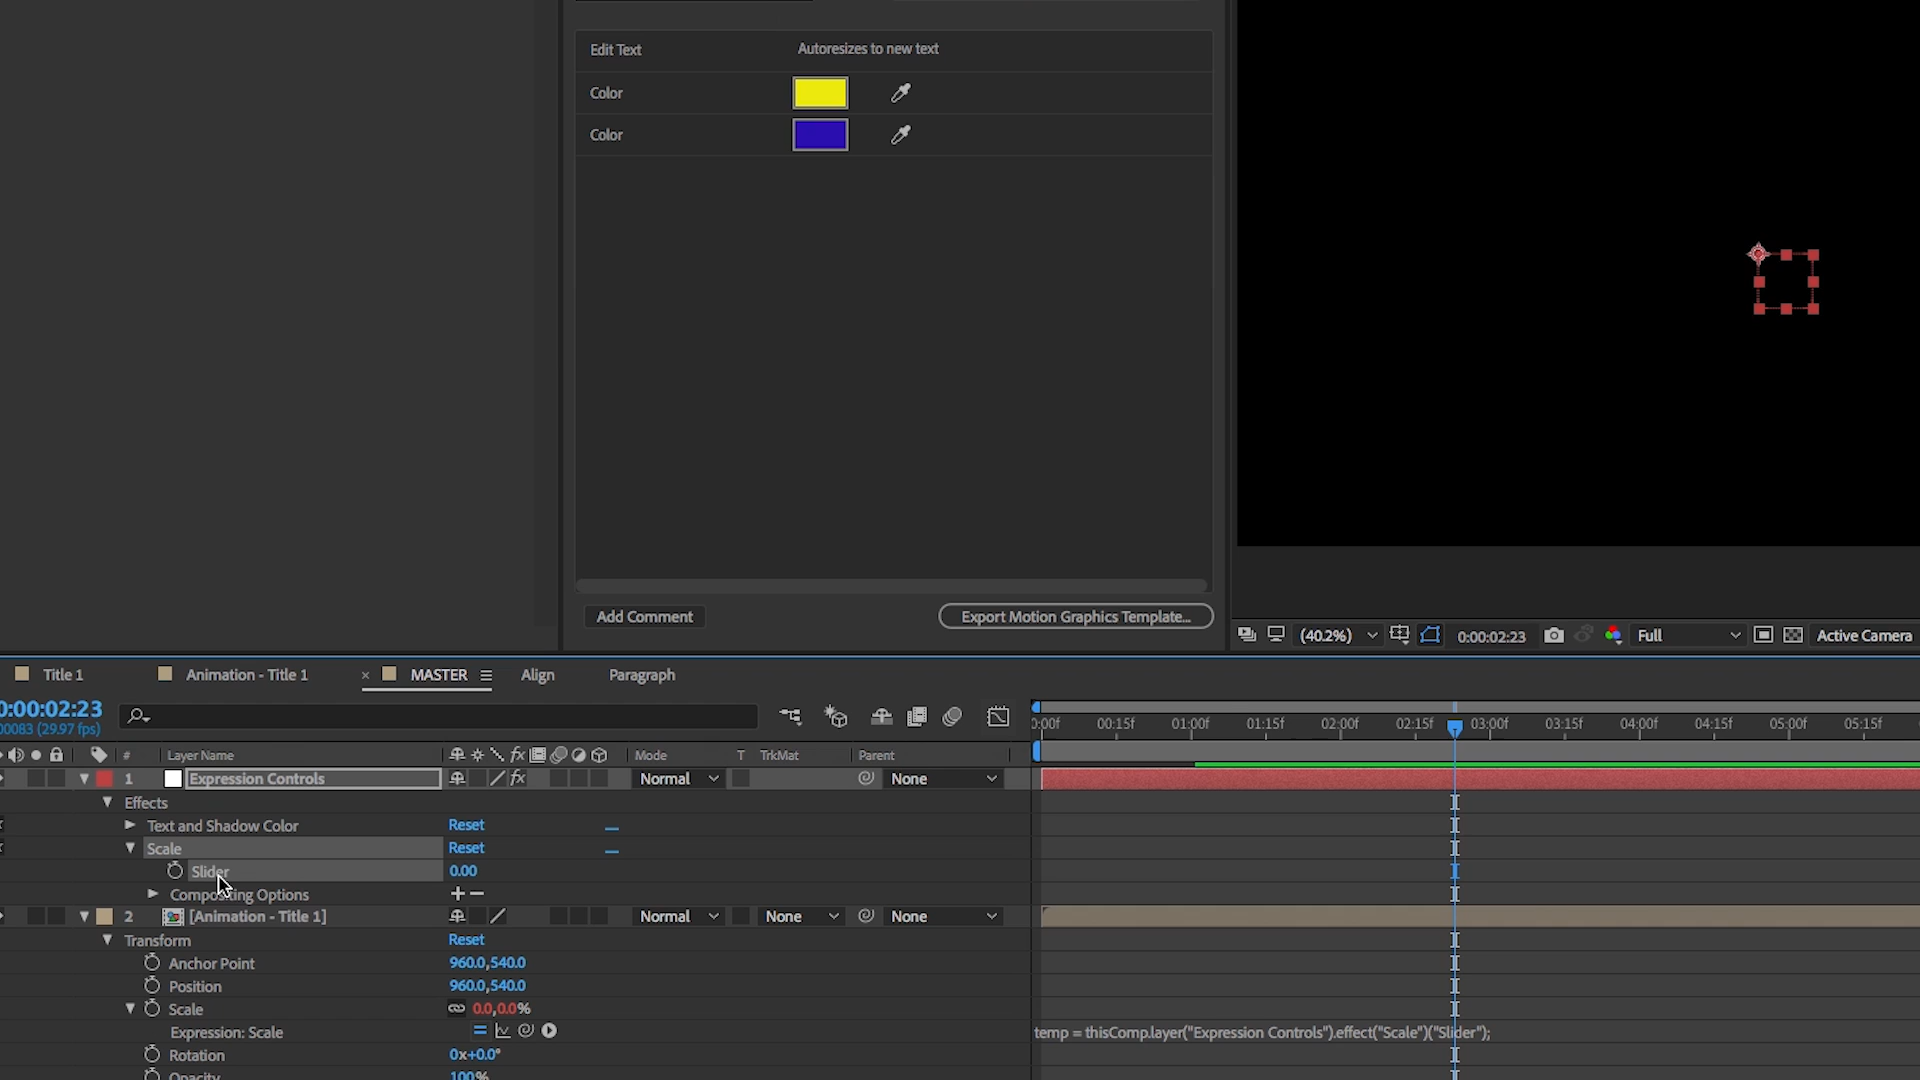 Edit Text Autoresizes to new text
Color
Color
Add Comment Export Motion Graphics Template...
(40.2%) 0:00:02:23 Full Active Camera
Title 1 Animation - Title 1 × MASTER Align Paragraph
0:00:02:23
00083 (29.97 fps)
0:00f 00:15f 01:00f 01:15f 02:00f 02:15f 03:00f 03:15f 04:00f 04:15f 05:00f 05:15f
# Layer Name fx Mode T TrkMat Parent
1 Expression Controls fx Normal None
Effects
Text and Shadow Color Reset
Scale Reset
Slider 0.00
Compositing Options + −
2 [Animation - Title 1] Normal None None
Transform Reset
Anchor Point 960.0,540.0
Position 960.0,540.0
Scale 0.0,0.0%
Expression: Scale temp = thisComp.layer("Expression Controls").effect("Scale")("Slider");
Rotation 0x+0.0°
Opacity 100%